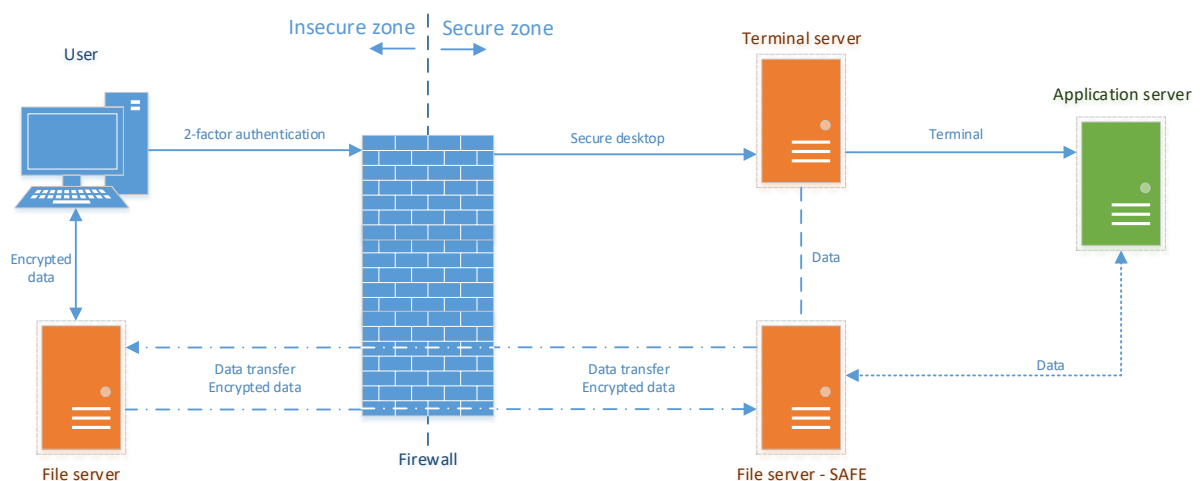 Insecure zone
Secure zone
User
Terminal server
Application server
2-factor authentication
Secure desktop
Terminal
Encrypted
data
Data
Data transfer
Encrypted data
Data transfer
Encrypted data
Data
Firewall
File server
File server - SAFE